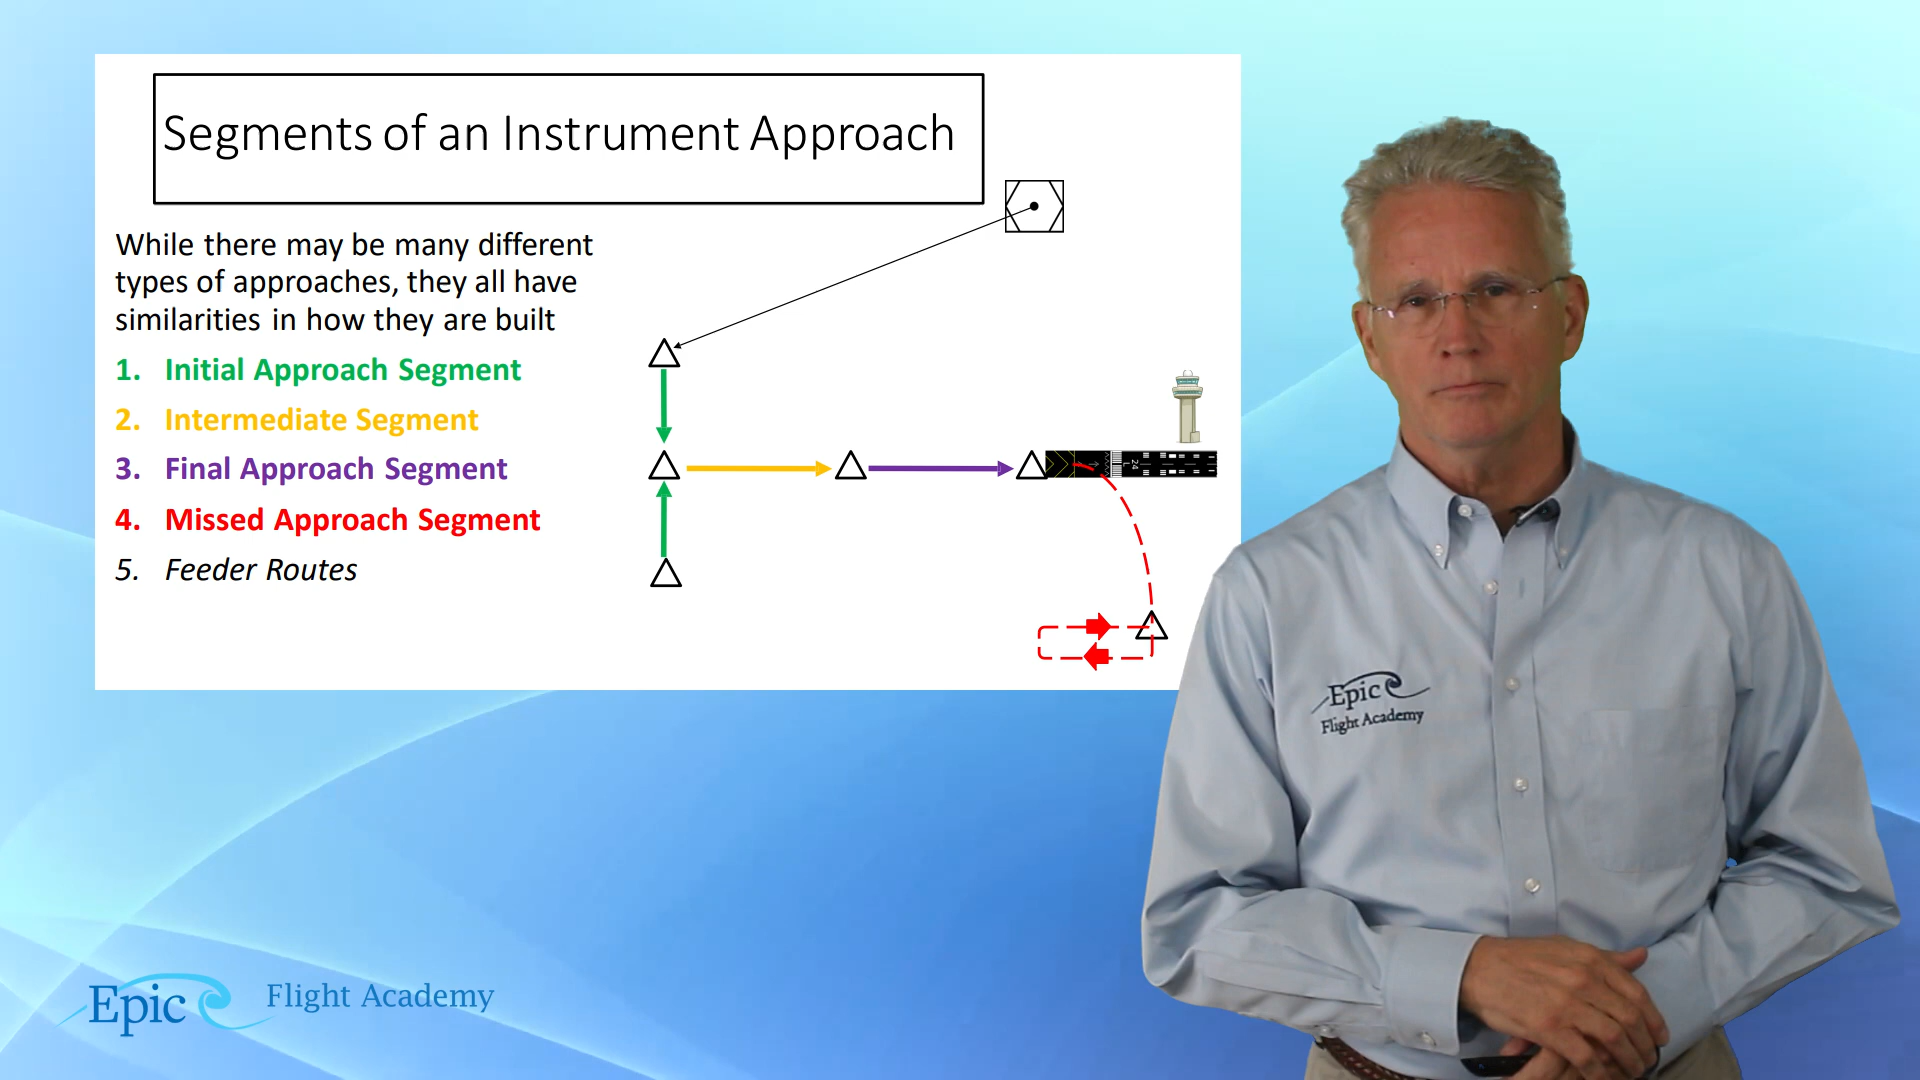 Segments of an Instrument Approach
While there may be many different
types of approaches, they all have
similarities in how they are built
1. Initial Approach Segment
2. Intermediate Segment
3. Final Approach Segment
4. Missed Approach Segment
5. Feeder Routes
24
L
Epic
Flight Academy
Epic Flight Academy